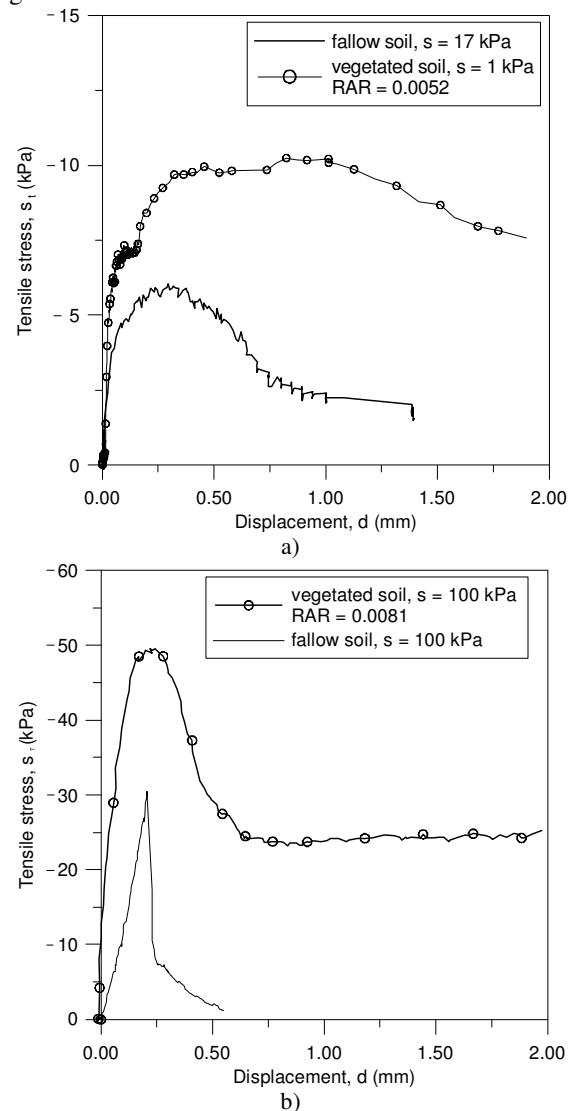 −15
fallow soil, s = 17 kPa
vegetated soil, s = 1 kPa
RAR = 0.0052
−10
Tensile stress, s t (kPa)
−5
0
0.00 0.50 1.00 1.50 2.00
Displacement, d (mm)
a)
−60
vegetated soil, s = 100 kPa
RAR = 0.0081
fallow soil, s = 100 kPa
−50
−40
−30
Tensile stress, s (kPa)
−20
−10
0
0.00 0.50 1.00 1.50 2.00
Displacement, d (mm)
b)